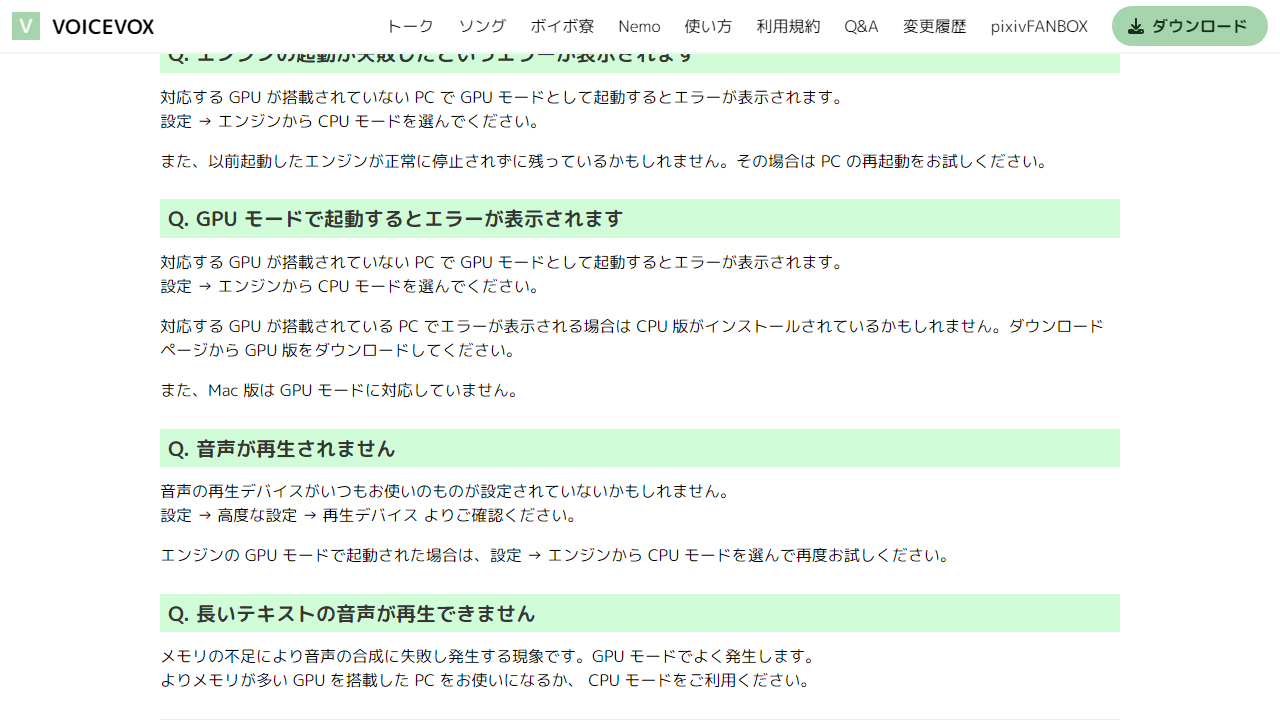 V VOICEVOX トーク ソング ボイボ寮 Nemo 使い方 利用規約 Q&A 変更履歴 pixivFANBOX ダウンロード
Q. エンジンの起動が失敗したというエラーが表示されます
対応する GPU が搭載されていない PC で GPU モードとして起動するとエラーが表示されます。
設定 → エンジンから CPU モードを選んでください。
また、以前起動したエンジンが正常に停止されずに残っているかもしれません。その場合は PC の再起動をお試しください。
Q. GPU モードで起動するとエラーが表示されます
対応する GPU が搭載されていない PC で GPU モードとして起動するとエラーが表示されます。
設定 → エンジンから CPU モードを選んでください。
対応する GPU が搭載されている PC でエラーが表示される場合は CPU 版がインストールされているかもしれません。ダウンロード
ページから GPU 版をダウンロードしてください。
また、Mac 版は GPU モードに対応していません。
Q. 音声が再生されません
音声の再生デバイスがいつもお使いのものが設定されていないかもしれません。
設定 → 高度な設定 → 再生デバイス よりご確認ください。
エンジンの GPU モードで起動された場合は、設定 → エンジンから CPU モードを選んで再度お試しください。
Q. 長いテキストの音声が再生できません
メモリの不足により音声の合成に失敗し発生する現象です。GPU モードでよく発生します。
よりメモリが多い GPU を搭載した PC をお使いになるか、 CPU モードをご利用ください。